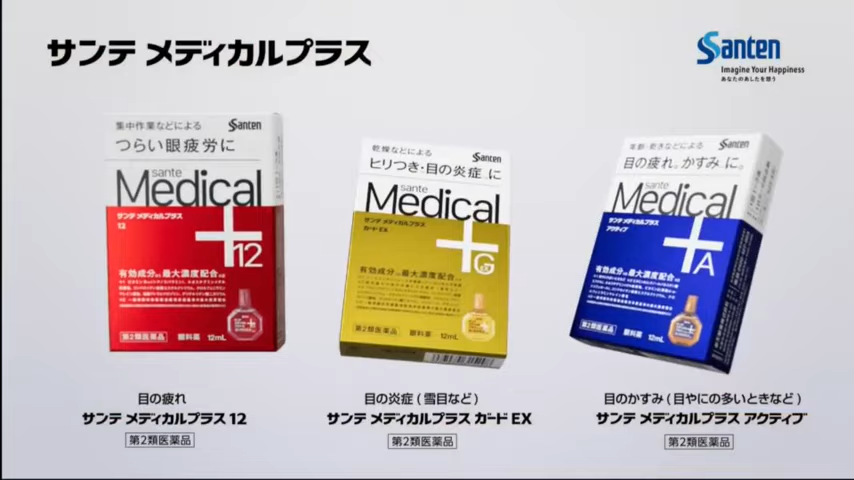 サンテ メディカルプラス
Santen
Imagine Your Happiness
あなたのあしたを想う
集中作業などによる
Santen
つらい眼疲労に
sante
Medical
サンテ メディカルプラス
12
+12
有効成分 最大濃度配合
第2類医薬品 眼科薬 12mL
乾燥などによる
Santen
ヒリつき・目の炎症 に
sante
Medical
サンテ メディカルプラス
ガード EX
+G
EX
有効成分 最大濃度配合
第2類医薬品 眼科薬 12mL
年齢・乾きなどによる
Santen
目の疲れ。かすみ に。
sante
Medical
サンテ メディカルプラス
アクティブ
+A
有効成分 最大濃度配合
第2類医薬品 眼科薬 12mL
目の疲れ
サンテ メディカルプラス 12
第2類医薬品
目の炎症 ( 雪目など )
サンテ メディカルプラス ガード EX
第2類医薬品
目のかすみ ( 目やにの多いときなど )
サンテ メディカルプラス アクティブ
第2類医薬品